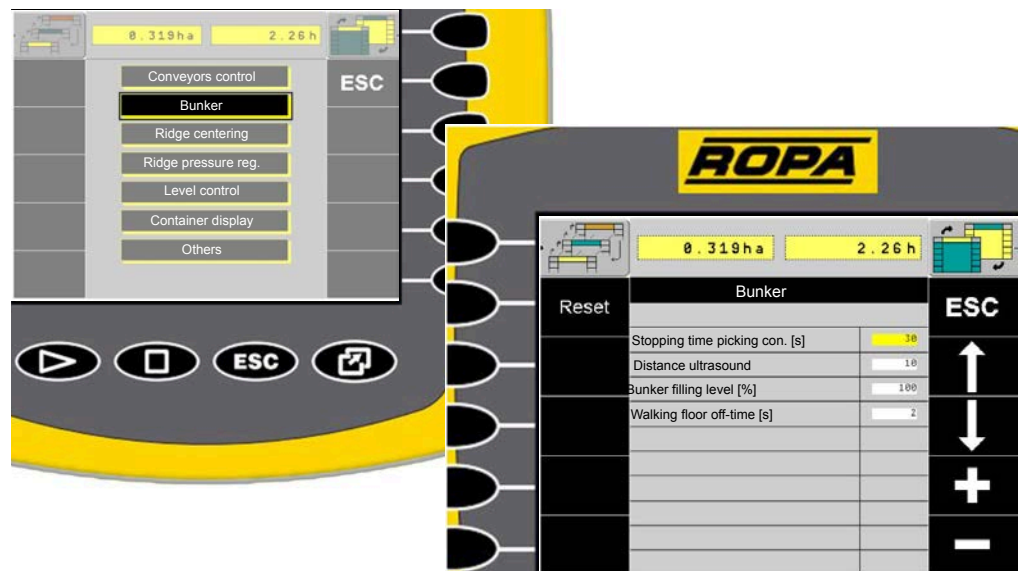 0.319ha 2.26h
Conveyors control
ESC
Bunker
Ridge centering
Ridge pressure reg.
Level control
Container display
Others
ESC
ROPA
0.319ha 2.26h
Bunker
Reset
ESC
Stopping time picking con. [s] 30
Distance ultrasound 10
Bunker filling level [%] 100
Walking floor off-time [s] 2